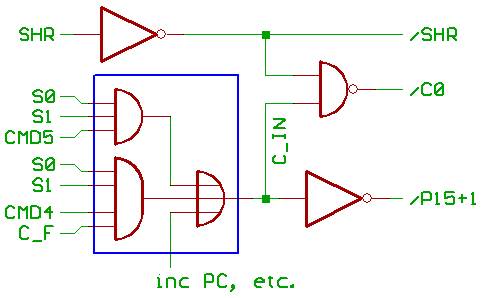 SHR
/SHR
S0
S1
CMD5
/C0
C_IN
S0
S1
CMD4
C_F
/P15+1
inc PC, etc.